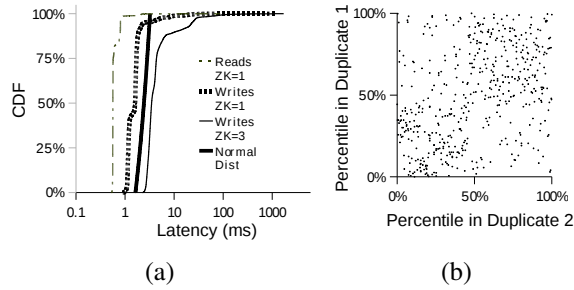 CDF
100%
75%
50%
25%
0%
0.1
1
10
100
1000
Latency (ms)
Reads
ZK=1
Writes
ZK=1
Writes
ZK=3
Normal
Dist
(a)
Percentile in Duplicate 1
100%
50%
0%
0%
50%
100%
Percentile in Duplicate 2
(b)